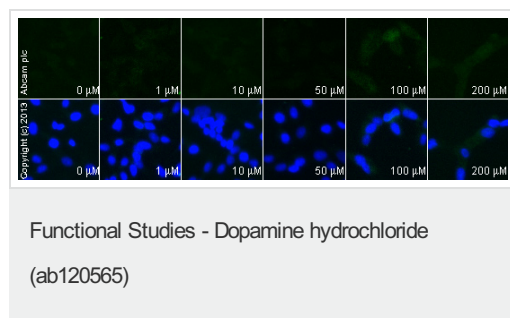 Copyright (c) 2013 Abcam plc
0 µM
1 µM
10 µM
50 µM
100 µM
200 µM
0 µM
1 µM
10 µM
50 µM
100 µM
200 µM
Functional Studies - Dopamine hydrochloride
(ab120565)